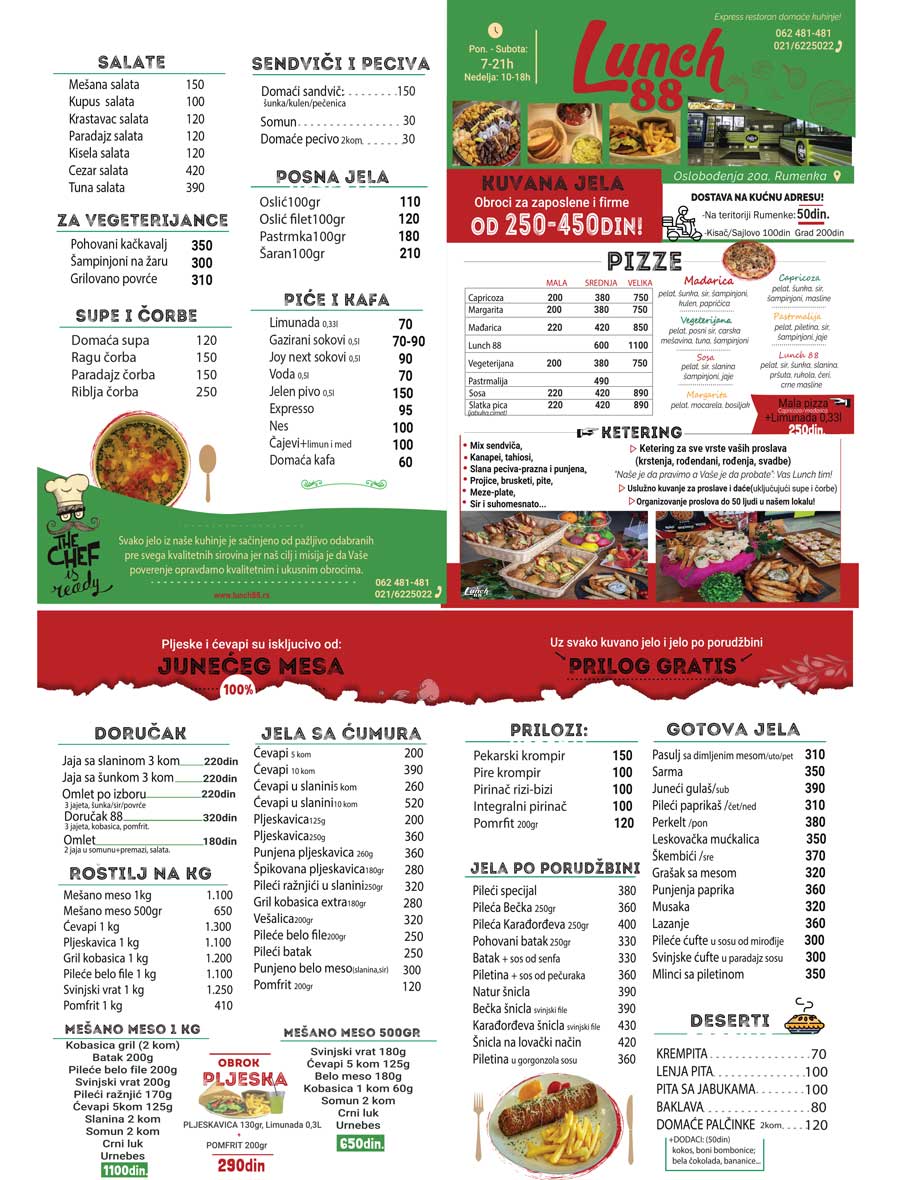 SALATE
Mešana salata 150
Kupus salata 100
Krastavac salata 120
Paradajz salata 120
Kisela salata 120
Cezar salata 420
Tuna salata 390
ZA VEGETERIJANCE
Pohovani kačkavalj 350
Šampinjoni na žaru 300
Grilovano povrće 310
SUPE I ČORBE
Domaća supa 120
Ragu čorba 150
Paradajz čorba 150
Riblja čorba 250
SENDVIČI I PECIVA
Domaći sandvič: ........150
šunka/kulen/pečenica
Somun ................. 30
Domaće pecivo 2kom. ..... 30
POSNA JELA
Oslić100gr 110
Oslić filet100gr 120
Pastrmka100gr 180
Šaran100gr 210
PIĆE I KAFA
Limunada 0,33l 70
Gazirani sokovi 0,5l 70-90
Joy next sokovi 0,5l 90
Voda 0,5l 70
Jelen pivo 0,5l 150
Expresso 95
Nes 100
Čajevi+limun i med 100
Domaća kafa 60
THE
CHEF
is
ready
Svako jelo iz naše kuhinje je sačinjeno od pažljivo odabranih
pre svega kvalitetnih sirovina jer naš cilj i misija je da Vaše
poverenje opravdamo kvalitetnim i ukusnim obrocima.
www.lunch88.rs
062 481-481
021/6225022
Express restoran domaće kuhinje!
Pon. - Subota:
7-21h
Nedelja: 10-18h
Lunch
88
062 481-481
021/6225022
Oslobođenja 20a, Rumenka
KUVANA JELA
Obroci za zaposlene i firme
OD 250-450DIN!
DOSTAVA NA KUĆNU ADRESU!
-Na teritoriji Rumenke: 50din.
-Kisač/Sajlovo 100din Grad 200din
PIZZE
MALA SREDNJA VELIKA
Capricoza 200 380 750
Margarita 200 380 750
Mađarica 220 420 850
Lunch 88 600 1100
Vegeterijana 200 380 750
Pastrmalija 490
Sosa 220 420 890
Slatka pica 220 420 890
(jabuka cimat)
Mađarica
pelat, šunka, sir, šampinjoni,
kulen, papričica
Vegeterijana
pelat, posni sir, carska
mešavina, tuna, šampinjoni
Sosa
pelat, sir, slanina
šampinjoni, jaje
Margarita
pelat, mocarela, bosiljak
Capricoza
pelat, šunka, sir,
šampinjoni, masline
Pastrmalija
pelat, piletina, sir,
šampinjoni, jaje
Lunch 88
pelat, sir, šunka, slanina,
pršuta, rukola, čeri,
crne masline
Mala pizza
Capricoza/mađarica
+Limunada 0,33l
250din.
KETERING
• Mix sendviča,
• Kanapei, tahiosi,
• Slana peciva-prazna i punjena,
• Projice, brusketi, pite,
• Meze-plate,
• Sir i suhomesnato...
Ketering za sve vrste vaših proslava
(krstenja, rođendani, rođenja, svadbe)
"Naše je da pravimo a Vaše je da probate": Vas Lunch tim!
Uslužno kuvanje za proslave i daće(uključujući supe i čorbe)
Organizovanje proslova do 50 ljudi u našem lokalu!
Lunch
88
Pljeske i ćevapi su iskljucivo od:
JUNEĆEG MESA
100%
Uz svako kuvano jelo i jelo po porudžbini
PRILOG GRATIS
DORUČAK
Jaja sa slaninom 3 kom 220din
Jaja sa šunkom 3 kom 220din
Omlet po izboru 220din
3 jajeta, šunka/sir/povrće
Doručak 88 320din
3 jajeta, kobasica, pomfrit.
Omlet 180din
2 jaja u somunu+premazi, salata.
ROSTILJ NA KG
Mešano meso 1kg 1.100
Mešano meso 500gr 650
Ćevapi 1 kg 1.300
Pljeskavica 1 kg 1.100
Gril kobasica 1 kg 1.200
Pileće belo file 1 kg 1.100
Svinjski vrat 1 kg 1.250
Pomfrit 1 kg 410
MEŠANO MESO 1 KG
Kobasica gril (2 kom)
Batak 200g
Pileće belo file 200g
Svinjski vrat 200g
Pileći ražnjić 170g
Ćevapi 5kom 125g
Slanina 2 kom
Somun 2 kom
Crni luk
Urnebes
1100din.
JELA SA ĆUMURA
Ćevapi 5 kom 200
Ćevapi 10 kom 390
Ćevapi u slanini5 kom 260
Ćevapi u slanini10 kom 520
Pljeskavica125g 200
Pljeskavica250g 360
Punjena pljeskavica 260g 360
Špikovana pljeskavica180gr 280
Pileći ražnjići u slanini250gr 320
Gril kobasica extra180gr 280
Vešalica200gr 320
Pileće belo file200gr 250
Pileći batak 250
Punjeno belo meso(slanina,sir) 300
Pomfrit 200gr 120
OBROK
PLJESKA
PLJESKAVICA 130gr, Limunada 0,3L
+
POMFRIT 200gr
290din
MEŠANO MESO 500GR
Svinjski vrat 180g
Ćevapi 5 kom 125g
Belo meso 180g
Kobasica 1 kom 60g
Somun 2 kom
Crni luk
Urnebes
650din.
PRILOZI:
Pekarski krompir 150
Pire krompir 100
Pirinač rizi-bizi 100
Integralni pirinač 100
Pomrfit 200gr 120
JELA PO PORUDŽBINI
Pileći specijal 380
Pileća Bečka 250gr 360
Pileća Karađorđeva 250gr 400
Pohovani batak 250gr 330
Batak + sos od senfa 330
Piletina + sos od pečuraka 360
Natur šnicla 390
Bečka šnicla svinjski file 390
Karađorđeva šnicla svinjski file 430
Šnicla na lovački način 420
Piletina u gorgonzola sosu 360
GOTOVA JELA
Pasulj sa dimljenim mesom/uto/pet 310
Sarma 350
Juneći gulaš/sub 390
Pileći paprikaš /čet/ned 310
Perkelt /pon 380
Leskovačka mućkalica 350
Škembići /sre 370
Grašak sa mesom 320
Punjenja paprika 360
Musaka 320
Lazanje 360
Pileće ćufte u sosu od mirođije 300
Svinjske ćufte u paradajz sosu 300
Mlinci sa piletinom 350
DESERTI
KREMPITA ............... 70
LENJA PITA ..............100
PITA SA JABUKAMA.......100
BAKLAVA ............... 80
DOMAĆE PALČINKE 2kom.....120
+DODACI: (50din)
kokos, boni bombonice;
bela čokolada, bananice...